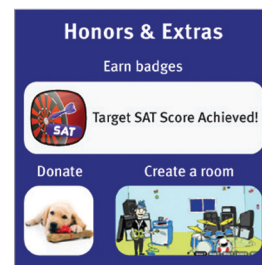 Honors & Extras
Earn badges
SAT
Target SAT Score Achieved!
Donate
Create a room